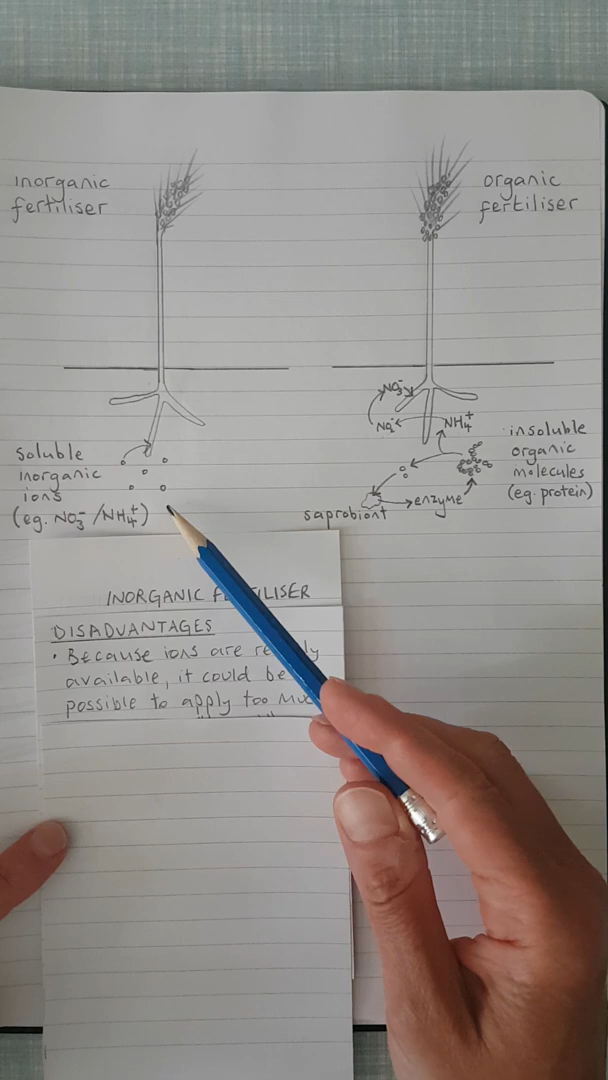 inorganic
fertiliser
organic
fertiliser
NO₃⁻
NO₂⁻
NH₄⁺
soluble
inorganic
ions
(eg. NO₃⁻/NH₄⁺)
insoluble
organic
molecules
(eg. protein)
saprobiont
enzyme
INORGANIC
DISADVANTAGES
• Because ions are
available, it could be
possible to apply too